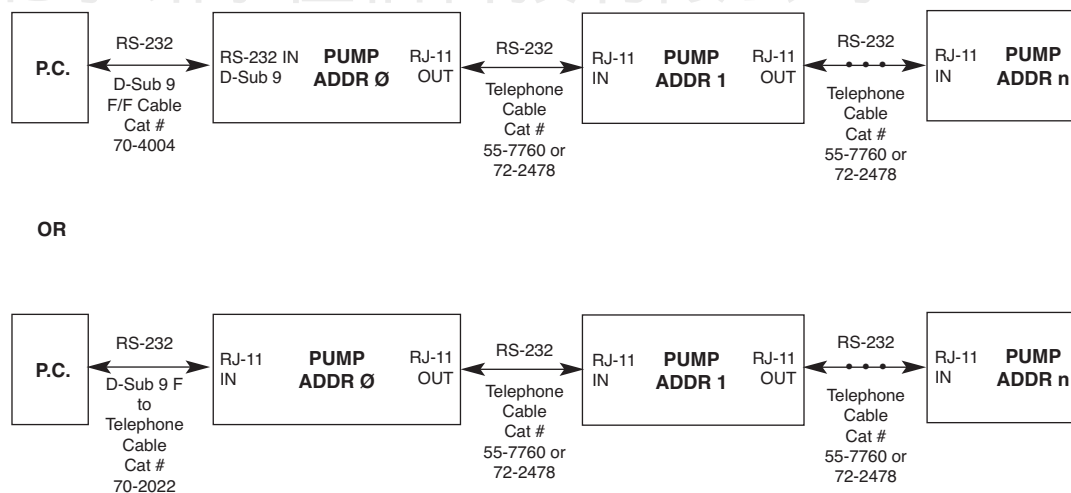 P.C.
RS-232
D-Sub 9
F/F Cable
Cat #
70-4004
RS-232 IN
D-Sub 9
PUMP
ADDR Ø
RJ-11
OUT
RS-232
Telephone
Cable
Cat #
55-7760 or
72-2478
RJ-11
IN
PUMP
ADDR 1
RJ-11
OUT
RS-232
Telephone
Cable
Cat #
55-7760 or
72-2478
RJ-11
IN
PUMP
ADDR n
OR
P.C.
RS-232
D-Sub 9 F
to
Telephone
Cable
Cat #
70-2022
RJ-11
IN
PUMP
ADDR Ø
RJ-11
OUT
RS-232
Telephone
Cable
Cat #
55-7760 or
72-2478
RJ-11
IN
PUMP
ADDR 1
RJ-11
OUT
RS-232
Telephone
Cable
Cat #
55-7760 or
72-2478
RJ-11
IN
PUMP
ADDR n